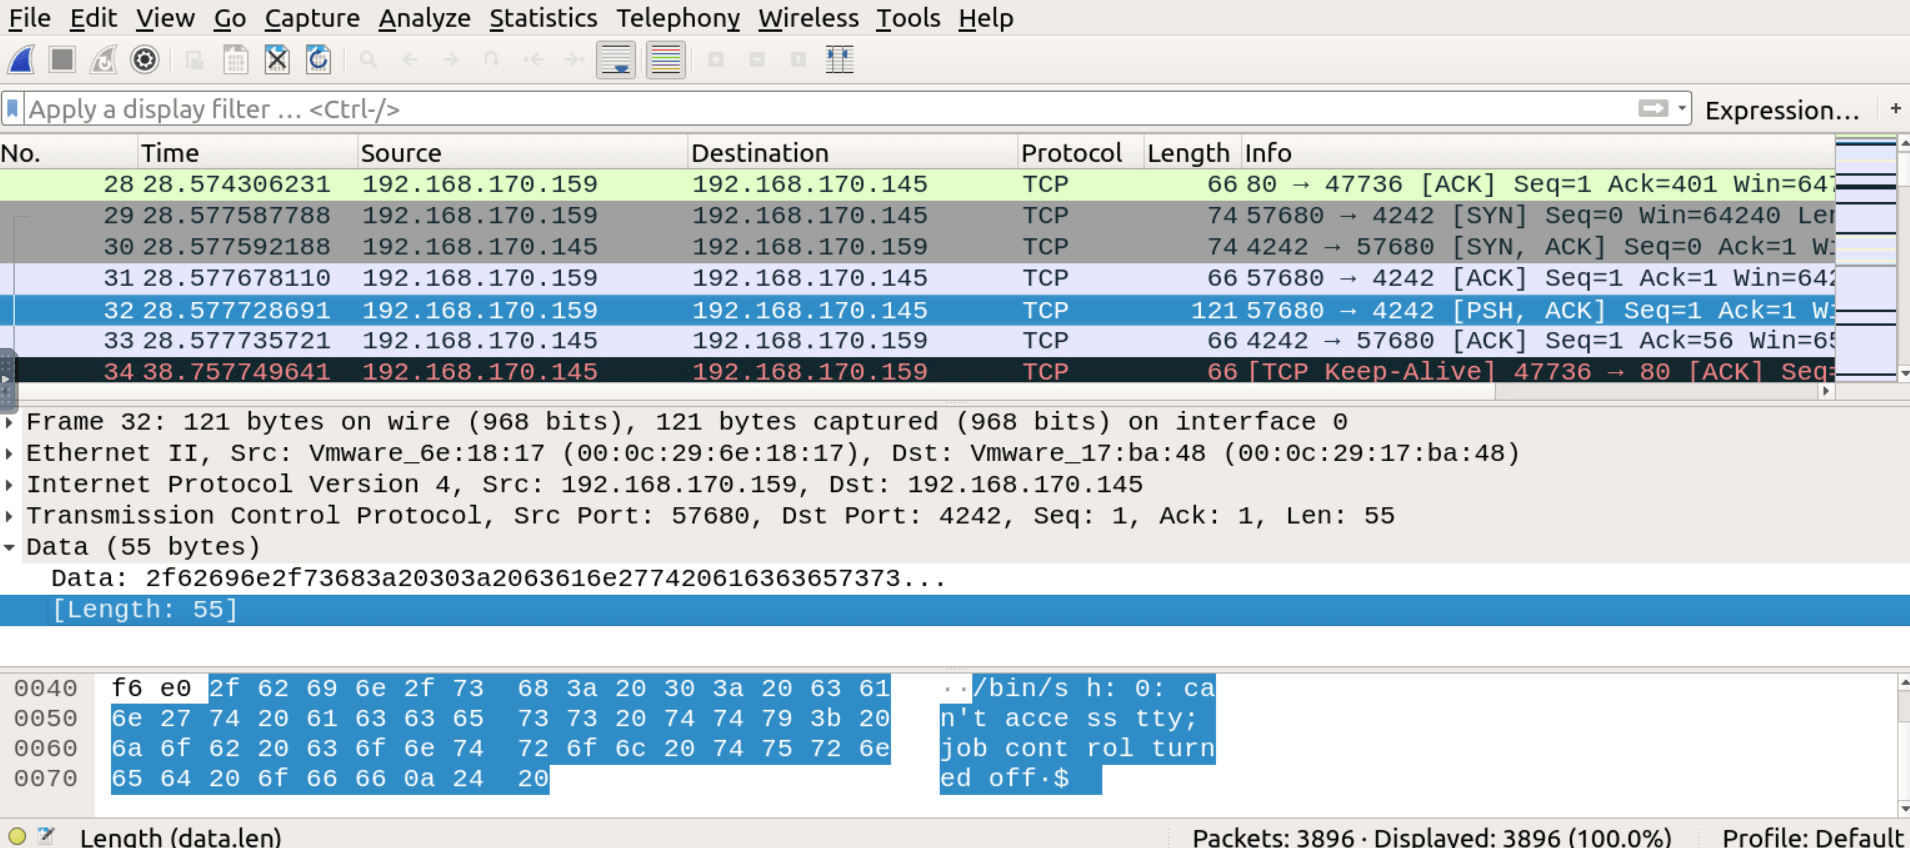 File Edit View Go Capture Analyze Statistics Telephony Wireless Tools Help
Apply a display filter … <Ctrl-/> Expression… +
No. Time Source Destination Protocol Length Info
28 28.574306231 192.168.170.159 192.168.170.145 TCP 66 80 → 47736 [ACK] Seq=1 Ack=401 Win=647
29 28.577587788 192.168.170.159 192.168.170.145 TCP 74 57680 → 4242 [SYN] Seq=0 Win=64240 Len
30 28.577592188 192.168.170.145 192.168.170.159 TCP 74 4242 → 57680 [SYN, ACK] Seq=0 Ack=1 Wi
31 28.577678110 192.168.170.159 192.168.170.145 TCP 66 57680 → 4242 [ACK] Seq=1 Ack=1 Win=642
32 28.577728691 192.168.170.159 192.168.170.145 TCP 121 57680 → 4242 [PSH, ACK] Seq=1 Ack=1 Wi
33 28.577735721 192.168.170.145 192.168.170.159 TCP 66 4242 → 57680 [ACK] Seq=1 Ack=56 Win=65
34 38.757749641 192.168.170.145 192.168.170.159 TCP 66 [TCP Keep-Alive] 47736 → 80 [ACK] Seq=
Frame 32: 121 bytes on wire (968 bits), 121 bytes captured (968 bits) on interface 0
Ethernet II, Src: Vmware_6e:18:17 (00:0c:29:6e:18:17), Dst: Vmware_17:ba:48 (00:0c:29:17:ba:48)
Internet Protocol Version 4, Src: 192.168.170.159, Dst: 192.168.170.145
Transmission Control Protocol, Src Port: 57680, Dst Port: 4242, Seq: 1, Ack: 1, Len: 55
Data (55 bytes)
Data: 2f62696e2f73683a20303a2063616e277420616363657373...
[Length: 55]
0040 f6 e0 2f 62 69 6e 2f 73 68 3a 20 30 3a 20 63 61 ··/bin/s h: 0: ca
0050 6e 27 74 20 61 63 63 65 73 73 20 74 74 79 3b 20 n't acce ss tty;
0060 6a 6f 62 20 63 6f 6e 74 72 6f 6c 20 74 75 72 6e job cont rol turn
0070 65 64 20 6f 66 66 0a 24 20 ed off·$
Length (data.len) Packets: 3896 · Displayed: 3896 (100.0%) Profile: Default